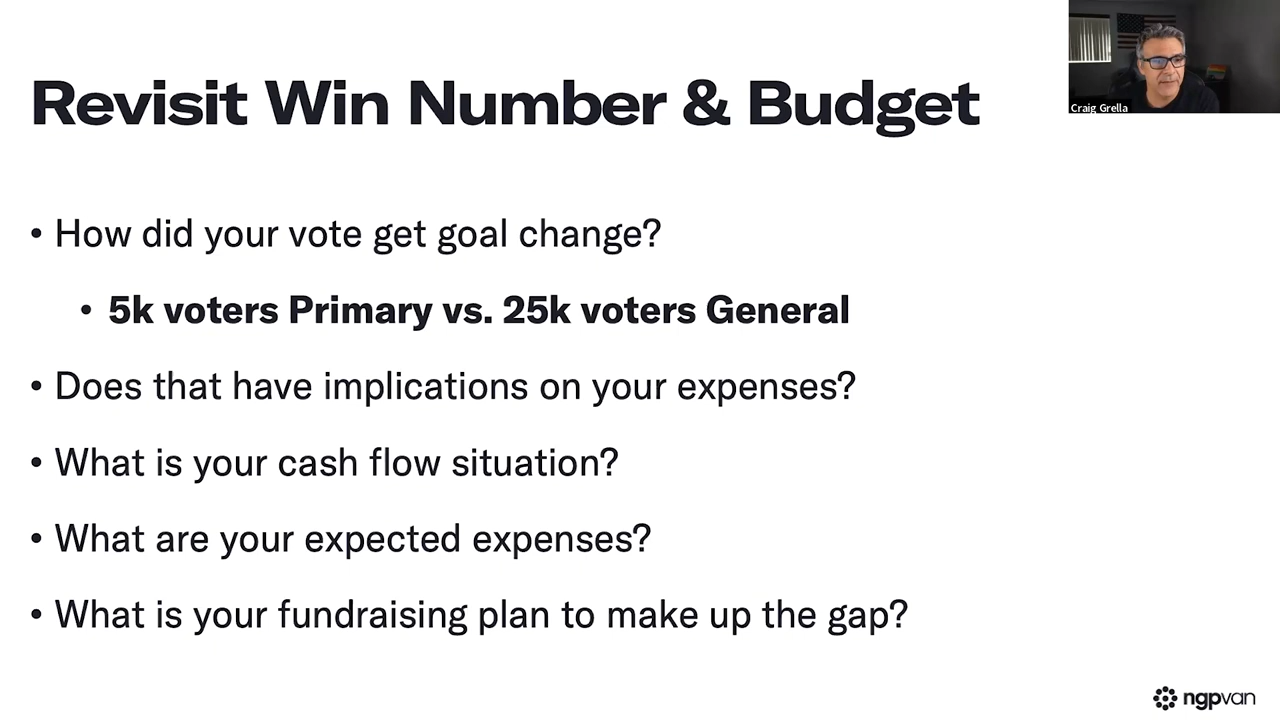 Revisit Win Number & Budget
Craig Grella
• How did your vote get goal change?
• 5k voters Primary vs. 25k voters General
• Does that have implications on your expenses?
• What is your cash flow situation?
• What are your expected expenses?
• What is your fundraising plan to make up the gap?
ngpvan